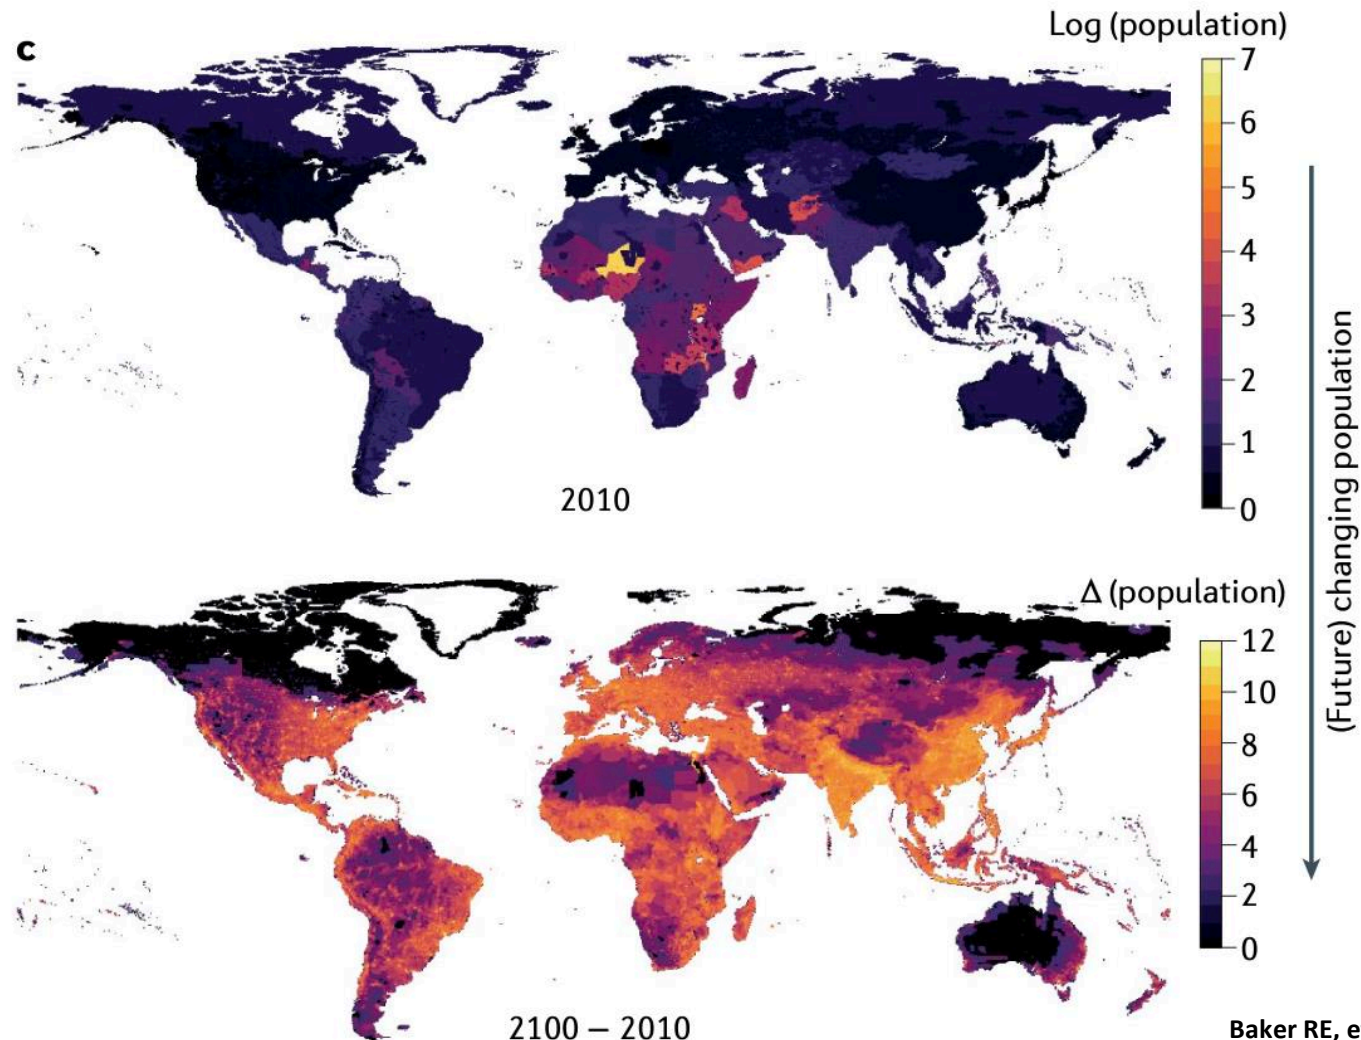 c
Log (population)
7
6
5
4
3
2
1
0
2010
Δ (population)
12
10
8
6
4
2
0
2100 – 2010
(Future) changing population
Baker RE, e